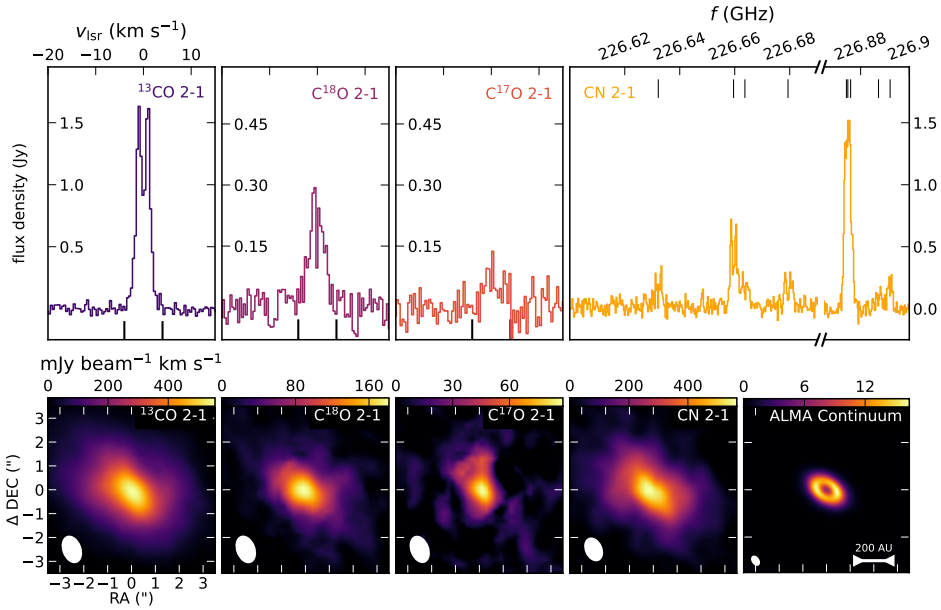 v_lsr (km s⁻¹)
f (GHz)
−20 −10 0 10
226.62 226.64 226.66 226.68 226.88 226.9
¹³CO 2-1
C¹⁸O 2-1
C¹⁷O 2-1
CN 2-1
flux density (Jy)
1.5 1.0 0.5 0.0
0.45 0.30 0.15 0
0.45 0.30 0.15 0
1.5 1.0 0.5 0.0
mJy beam⁻¹ km s⁻¹
0 200 400
0 80 160
0 30 60
0 200 400
0 6 12
¹³CO 2-1
C¹⁸O 2-1
C¹⁷O 2-1
CN 2-1
ALMA Continuum
Δ DEC (")
3 2 1 0 −1 −2 −3
200 AU
−3 −2 −1 0 1 2 3
RA (")